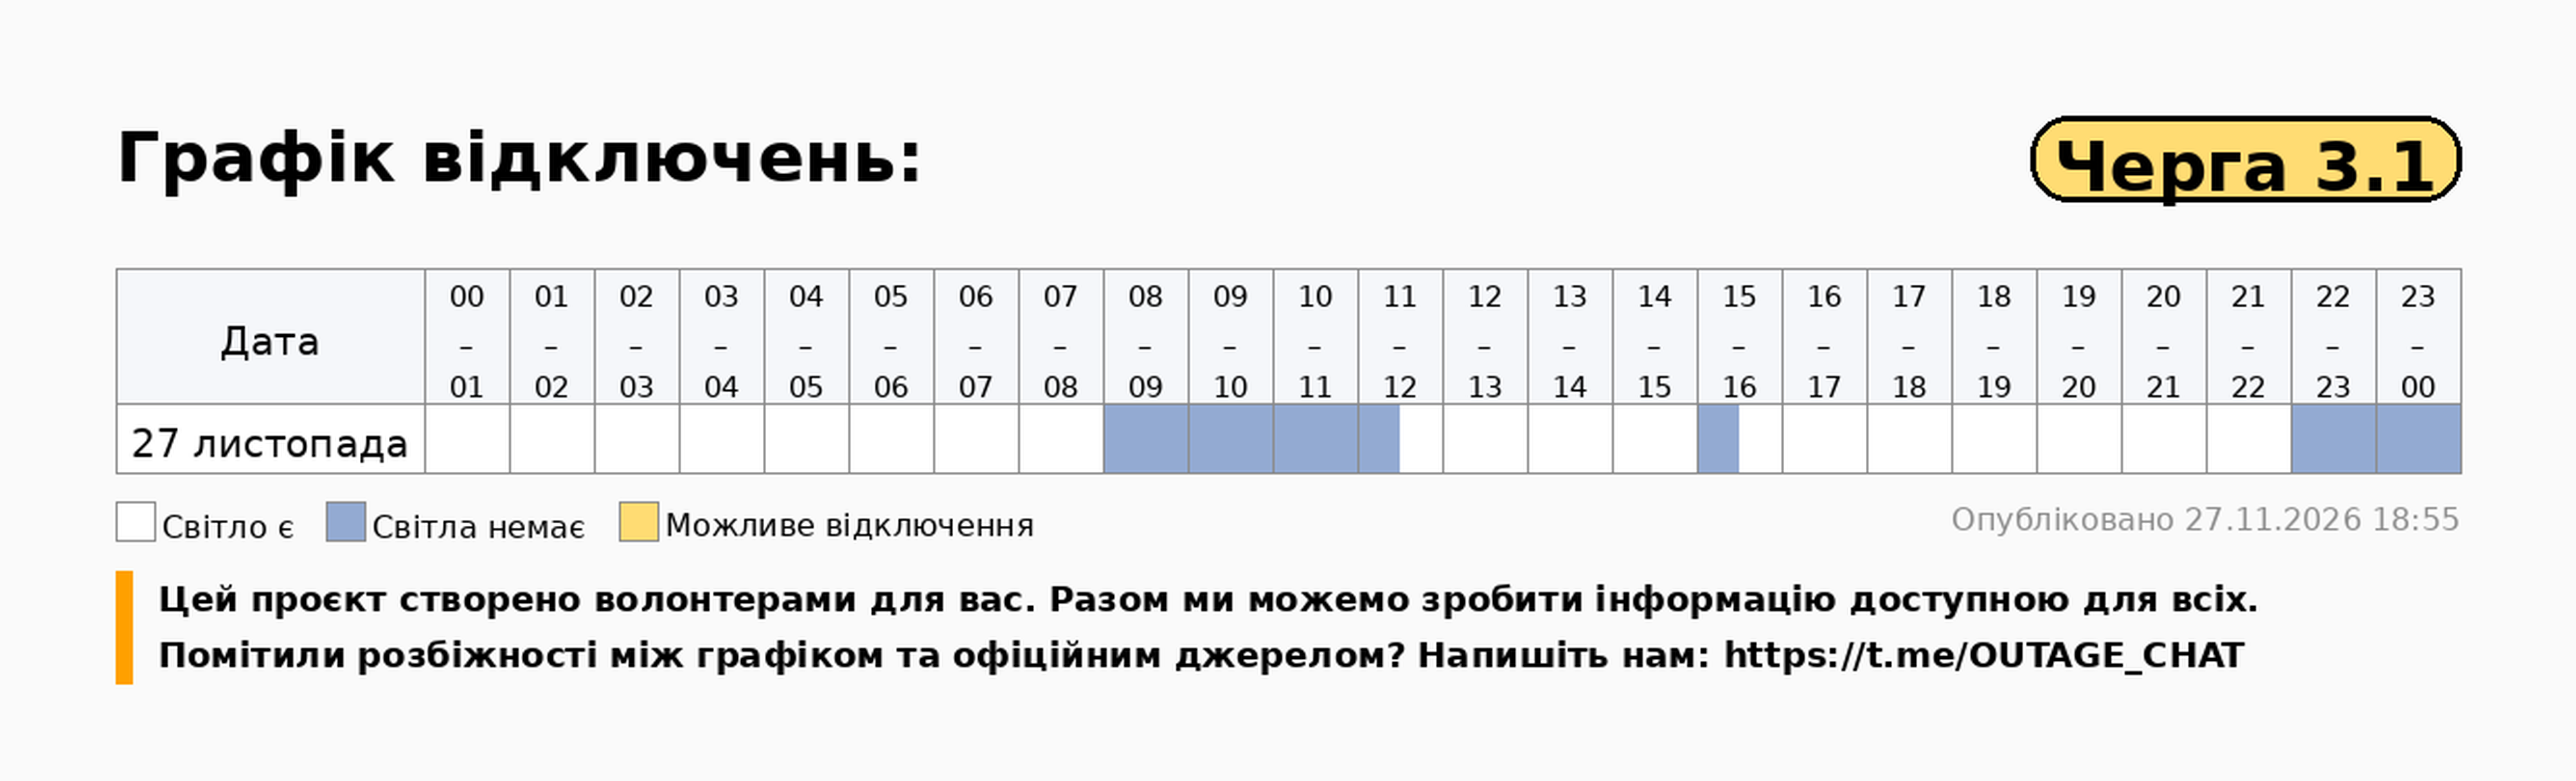 Графік відключень:
Черга 3.1
Дата
00 – 01
01 – 02
02 – 03
03 – 04
04 – 05
05 – 06
06 – 07
07 – 08
08 – 09
09 – 10
10 – 11
11 – 12
12 – 13
13 – 14
14 – 15
15 – 16
16 – 17
17 – 18
18 – 19
19 – 20
20 – 21
21 – 22
22 – 23
23 – 00
27 листопада
Світло є
Світла немає
Можливе відключення
Опубліковано 27.11.2026 18:55
Цей проєкт створено волонтерами для вас. Разом ми можемо зробити інформацію доступною для всіх.
Помітили розбіжності між графіком та офіційним джерелом? Напишіть нам: https://t.me/OUTAGE_CHAT